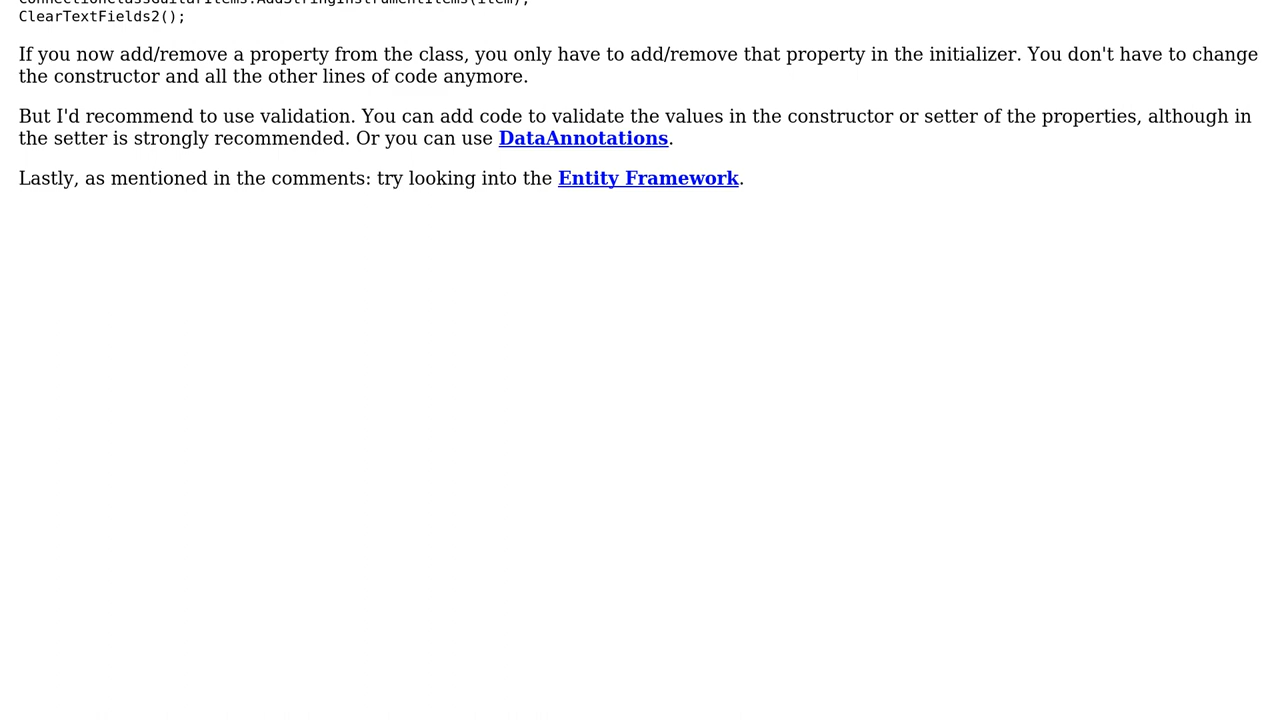 ConnectionClassGuitarItems.AddStringInstrumentItems(item);
ClearTextFields2();
If you now add/remove a property from the class, you only have to add/remove that property in the initializer. You don't have to change
the constructor and all the other lines of code anymore.
But I'd recommend to use validation. You can add code to validate the values in the constructor or setter of the properties, although in
the setter is strongly recommended. Or you can use DataAnnotations.
Lastly, as mentioned in the comments: try looking into the Entity Framework.